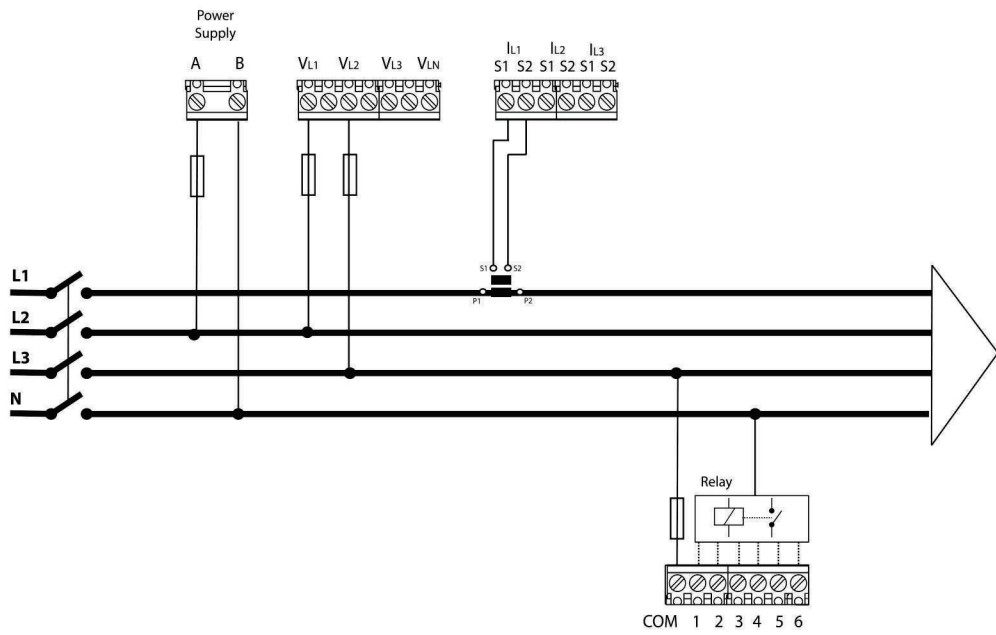 Power
Supply
A B
VL1 VL2 VL3 VLN
IL1 IL2 IL3
S1 S2 S1 S2 S1 S2
S1 S2
L1
P1 P2
L2
L3
N
Relay
COM 1 2 3 4 5 6